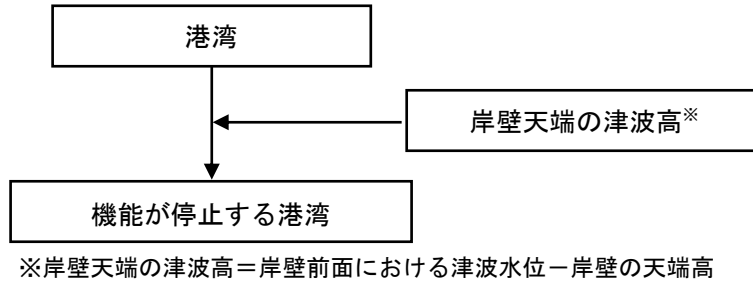 港湾
岸壁天端の津波高※
機能が停止する港湾
※岸壁天端の津波高＝岸壁前面における津波水位－岸壁の天端高